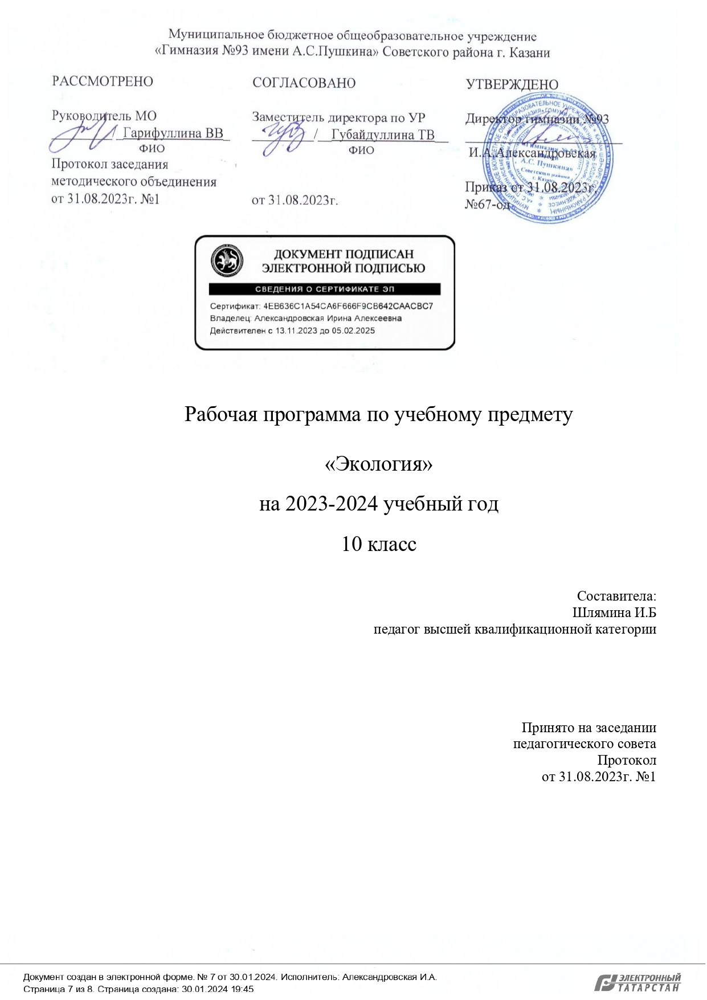 Муниципальное бюджетное общеобразовательное учреждение
«Гимназия №93 имени А.С.Пушкина» Советского района г. Казани
РАССМОТРЕНО
Руководитель МО
/ Гарифуллина ВВ
ФИО
Протокол заседания
методического объединения
от 31.08.2023г. №1
СОГЛАСОВАНО
Заместитель директора по УР
/ Губайдуллина ТВ
ФИО
от 31.08.2023г.
УТВЕРЖДЕНО
Директор гимназии №93
И.А.Александровская
Приказ от 31.08.2023г.
№67-од
А.С. Пушкина»
Советского района
г. Казани
ДОКУМЕНТ ПОДПИСАН
ЭЛЕКТРОННОЙ ПОДПИСЬЮ
СВЕДЕНИЯ О СЕРТИФИКАТЕ ЭП
Сертификат: 4EB636C1A54CA6F666F9CB642CAACBC7
Владелец: Александровская Ирина Алексеевна
Действителен с 13.11.2023 до 05.02.2025
Рабочая программа по учебному предмету
«Экология»
на 2023-2024 учебный год
10 класс
Составитела:
Шлямина И.Б
педагог высшей квалификационной категории
Принято на заседании
педагогического совета
Протокол
от 31.08.2023г. №1
Документ создан в электронной форме. № 7 от 30.01.2024. Исполнитель: Александровская И.А.
Страница 7 из 8. Страница создана: 30.01.2024 19:45
ЭЛЕКТРОННЫЙ
ТАТАРСТАН